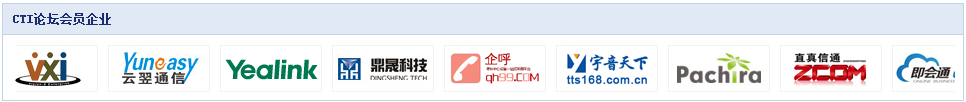 CTI论坛会员企业
VXI
Yuneasy
云翌通信
Yealink
鼎晟科技
DINGSHENG TECH
企呼
qh99.COM
宇音天下
tts168.com.cn
Pachira
直真信通
ZCOM
即会通
ONLINE BUSINESS